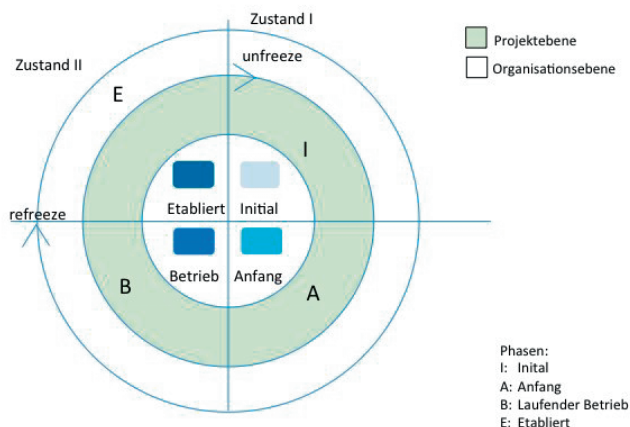 Zustand I
unfreeze
Zustand II
E
I
Etabliert
Initial
refreeze
Betrieb
Anfang
B
A
Projektebene
Organisationsebene
Phasen:
I: Inital
A: Anfang
B: Laufender Betrieb
E: Etabliert